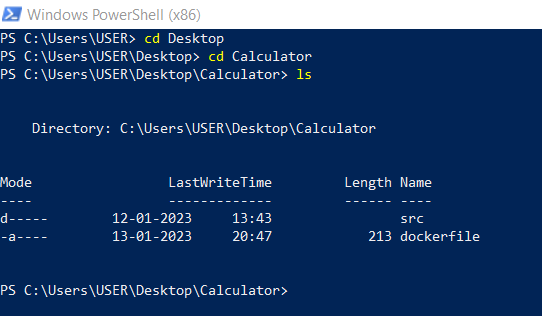 Windows PowerShell (x86)
PS C:\Users\USER> cd Desktop
PS C:\Users\USER\Desktop> cd Calculator
PS C:\Users\USER\Desktop\Calculator> ls
Directory: C:\Users\USER\Desktop\Calculator
Mode LastWriteTime Length Name
---- ------------- ------ ----
d----- 12-01-2023 13:43 src
-a---- 13-01-2023 20:47 213 dockerfile
PS C:\Users\USER\Desktop\Calculator>